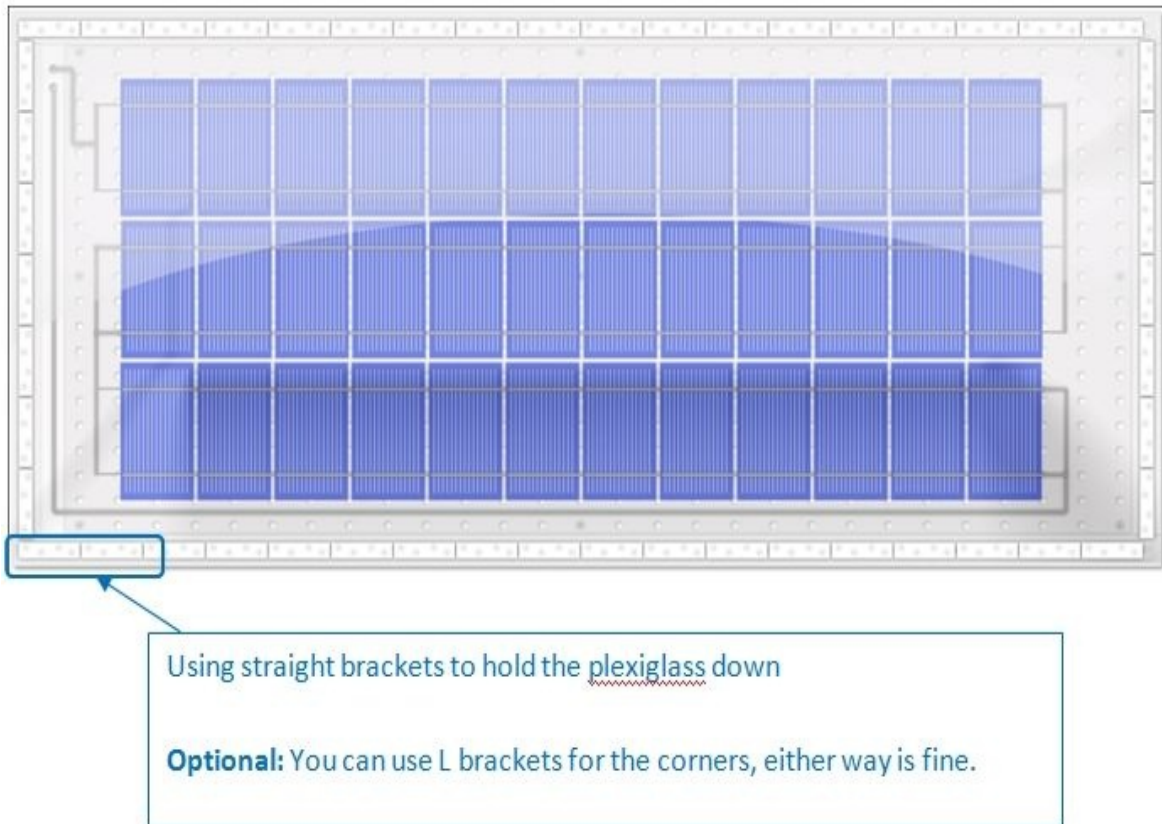 Using straight brackets to hold the plexiglass down
Optional: You can use L brackets for the corners, either way is fine.